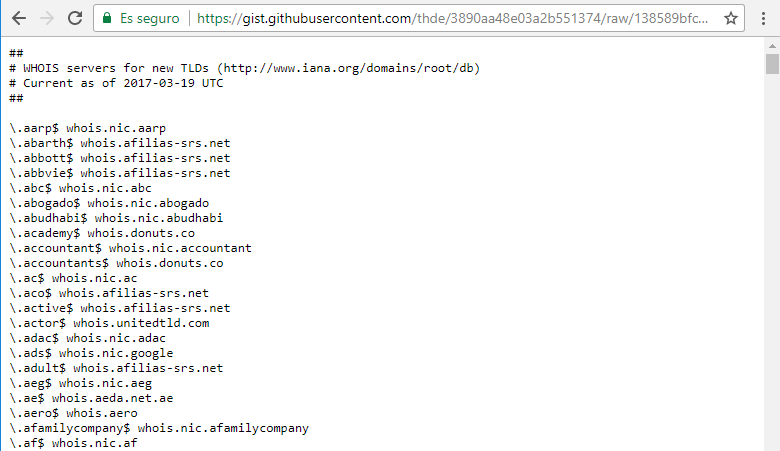 Es seguro https://gist.githubusercontent.com/thde/3890aa48e03a2b551374/raw/138589bfc...
##
# WHOIS servers for new TLDs (http://www.iana.org/domains/root/db)
# Current as of 2017-03-19 UTC
##
\.aarp$ whois.nic.aarp
\.abarth$ whois.afilias-srs.net
\.abbott$ whois.afilias-srs.net
\.abbvie$ whois.afilias-srs.net
\.abc$ whois.nic.abc
\.abogado$ whois.nic.abogado
\.abudhabi$ whois.nic.abudhabi
\.academy$ whois.donuts.co
\.accountant$ whois.nic.accountant
\.accountants$ whois.donuts.co
\.ac$ whois.nic.ac
\.aco$ whois.afilias-srs.net
\.active$ whois.afilias-srs.net
\.actor$ whois.unitedtld.com
\.adac$ whois.nic.adac
\.ads$ whois.nic.google
\.adult$ whois.afilias-srs.net
\.aeg$ whois.nic.aeg
\.ae$ whois.aeda.net.ae
\.aero$ whois.aero
\.afamilycompany$ whois.nic.afamilycompany
\.af$ whois.nic.af